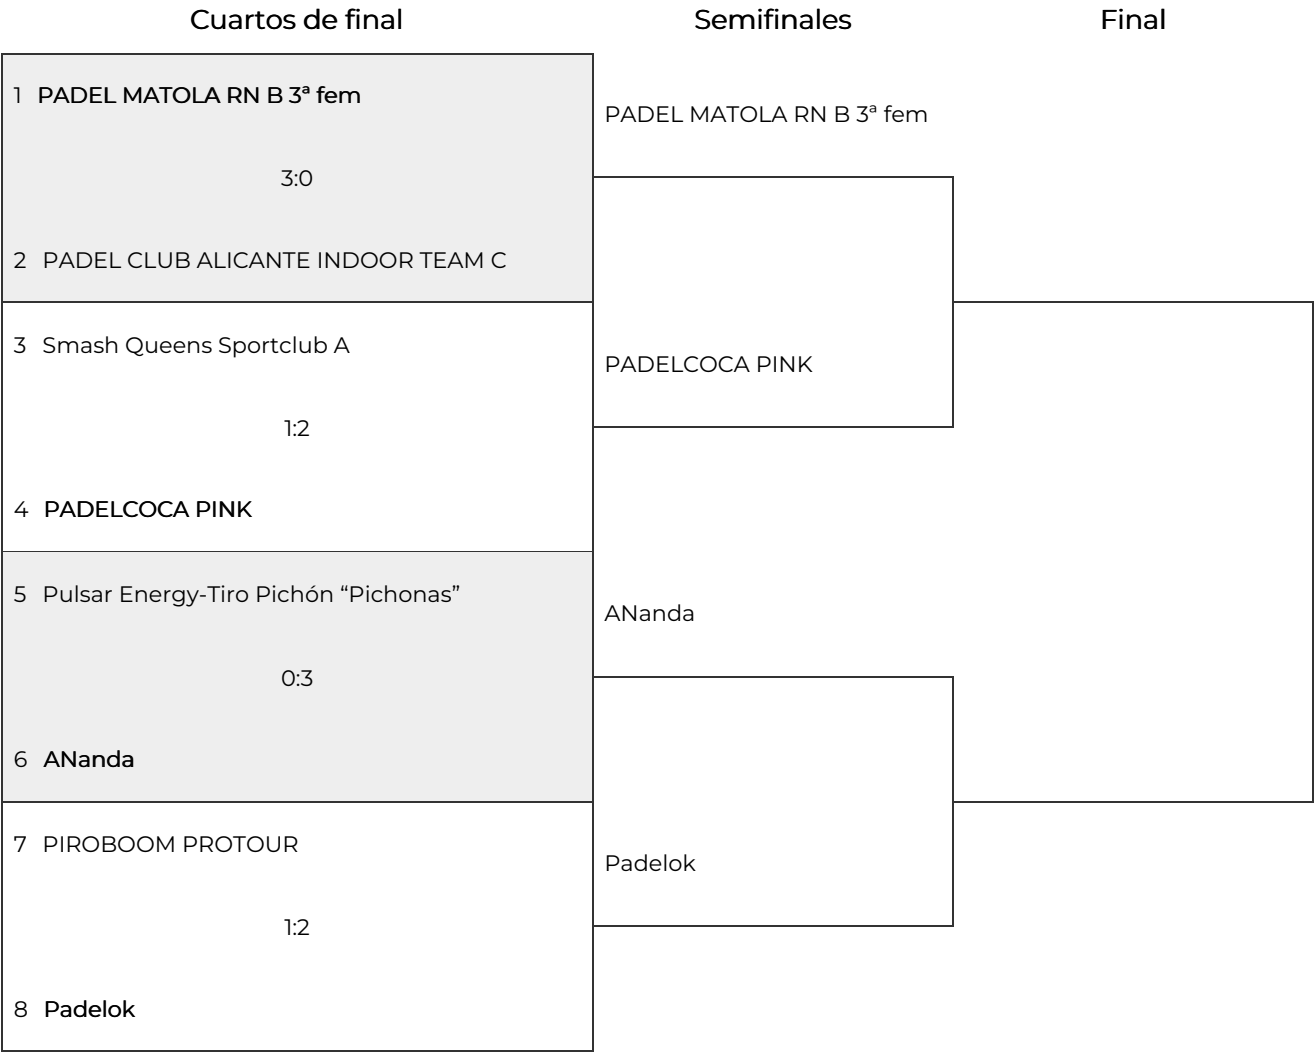 Cuartos de final
Semifinales
Final
1 PADEL MATOLA RN B 3ª fem
3:0
2 PADEL CLUB ALICANTE INDOOR TEAM C
3 Smash Queens Sportclub A
1:2
4 PADELCOCA PINK
5 Pulsar Energy-Tiro Pichón “Pichonas”
0:3
6 ANanda
7 PIROBOOM PROTOUR
1:2
8 Padelok
PADEL MATOLA RN B 3ª fem
PADELCOCA PINK
ANanda
Padelok